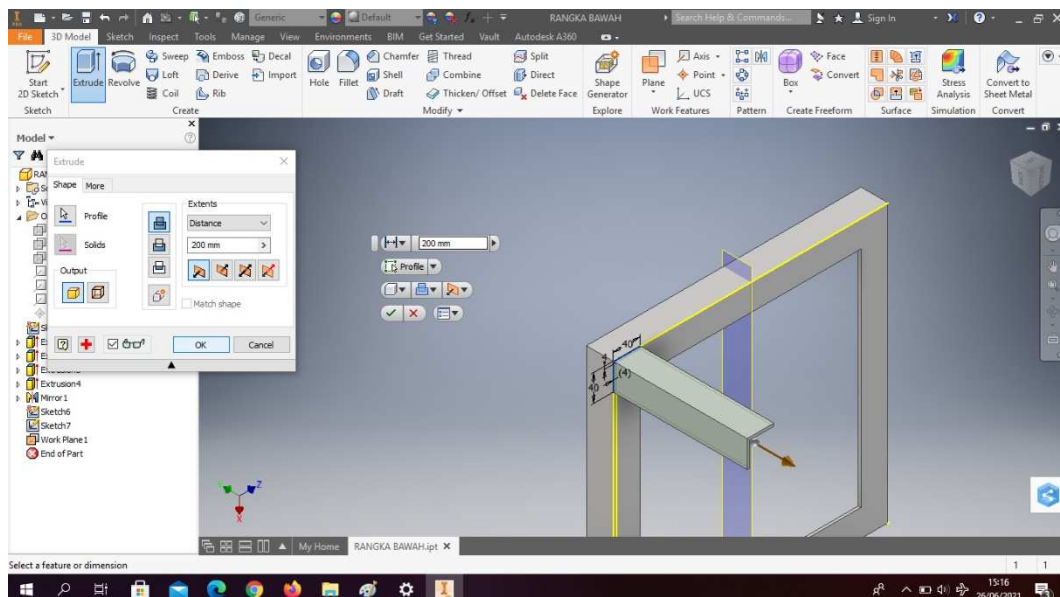 Generic
Default
RANGKA BAWAH
Search Help & Commands...
Sign In
File 3D Model Sketch Inspect Tools Manage View Environments BIM Get Started Vault Autodesk A360
Start 2D Sketch
Extrude
Revolve
Sweep
Emboss
Decal
Loft
Derive
Import
Coil
Rib
Hole
Fillet
Chamfer
Thread
Split
Shell
Combine
Direct
Draft
Thicken/ Offset
Delete Face
Shape Generator
Plane
Axis
Point
UCS
Box
Face
Convert
Stress Analysis
Convert to Sheet Metal
Sketch Create Modify Explore Work Features Pattern Create Freeform Surface Simulation Convert
Model
Extrude
Shape More
Profile
Solids
Output
Extents
Distance
200 mm
Match shape
OK Cancel
Extrusion4
Mirror1
Sketch6
Sketch7
Work Plane1
End of Part
200 mm
Profile
40
4
(4)
40
Z
X
My Home RANGKA BAWAH.ipt
Select a feature or dimension
1 1
15:16
26/06/2021